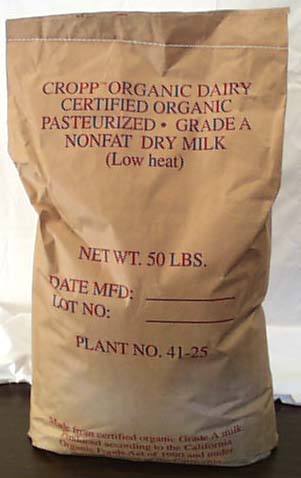 CROPP™ ORGANIC DAIRY
CERTIFIED ORGANIC
PASTEURIZED • GRADE A
NONFAT DRY MILK
(Low heat)
NET WT. 50 LBS.
DATE MFD:
LOT NO:
PLANT NO. 41-25
Made from certified organic Grade A milk
Produced according to the California
Organic Foods Act of 1990 and under